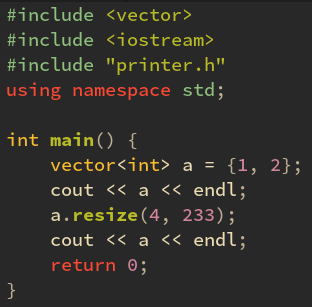 #include <vector>
#include <iostream>
#include "printer.h"
using namespace std;

int main() {
    vector<int> a = {1, 2};
    cout << a << endl;
    a.resize(4, 233);
    cout << a << endl;
    return 0;
}